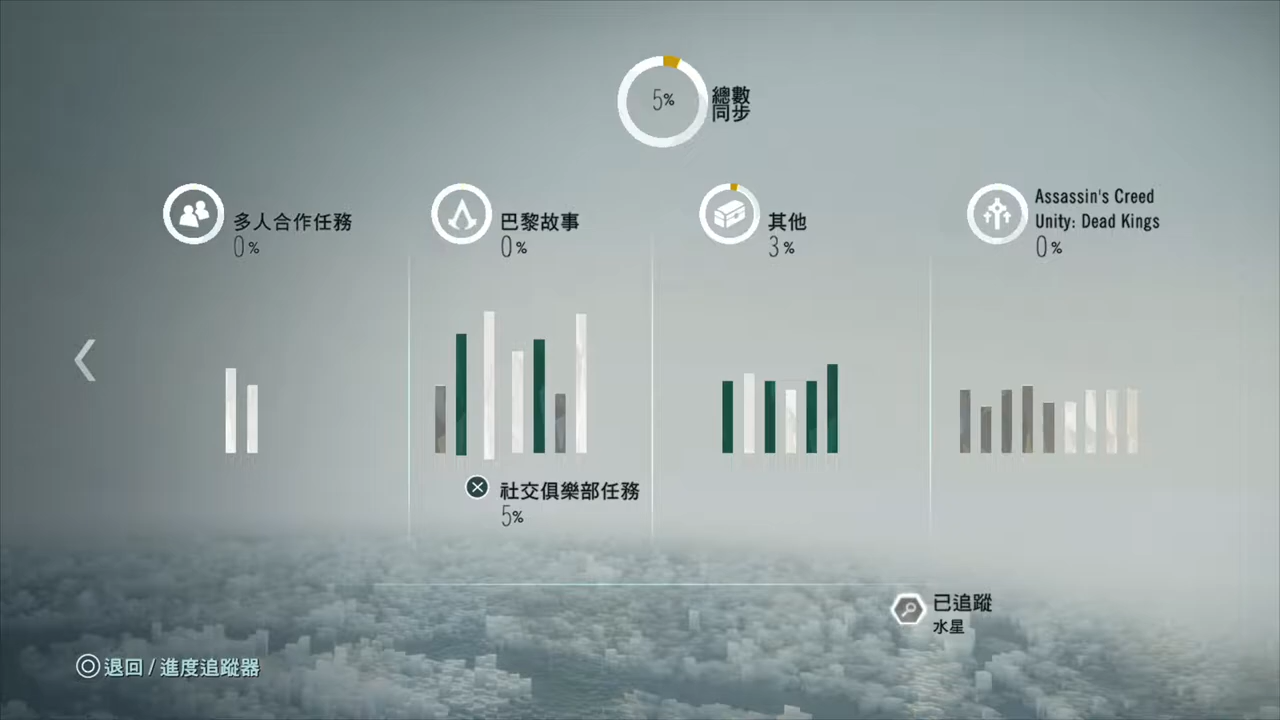 5%
總數
同步
多人合作任務
0%
巴黎故事
0%
其他
3%
Assassin's Creed
Unity: Dead Kings
0%
社交俱樂部任務
5%
已追蹤
水星
退回 / 進度追蹤器